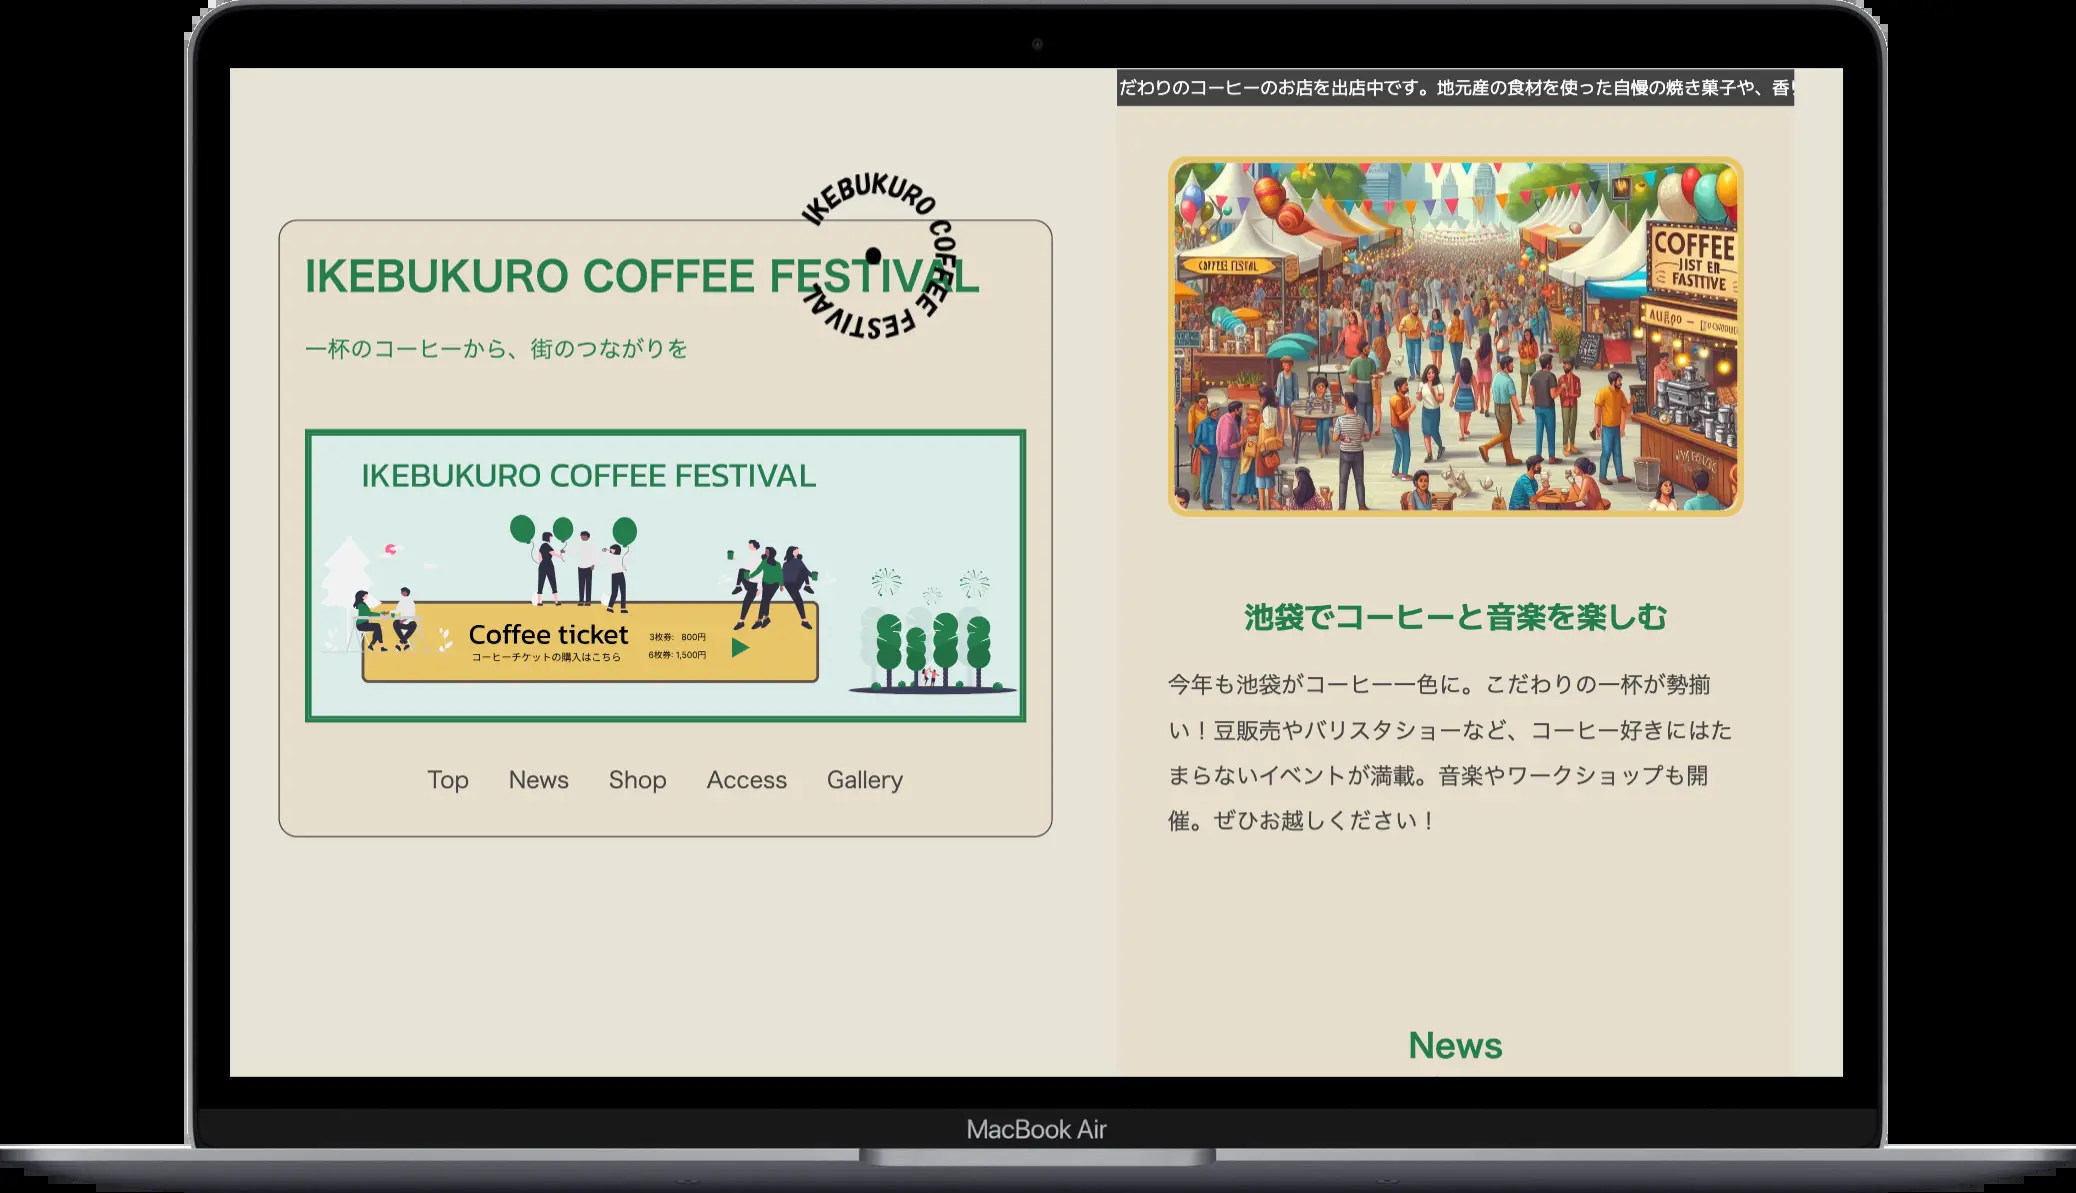 IKEBUKURO COFFEE FESTIVAL
IKEBUKURO COFFEE FESTIVAL
一杯のコーヒーから、街のつながりを
IKEBUKURO COFFEE FESTIVAL
Coffee ticket
コーヒーチケットの購入はこちら
3枚券: 800円
6枚券: 1,500円
Top News Shop Access Gallery
だわりのコーヒーのお店を出店中です。地元産の食材を使った自慢の焼き菓子や、香り
COFFEE
JIST ER
FASTTIVE
池袋でコーヒーと音楽を楽しむ
今年も池袋がコーヒー一色に。こだわりの一杯が勢揃
い！豆販売やバリスタショーなど、コーヒー好きにはた
まらないイベントが満載。音楽やワークショップも開
催。ぜひお越しください！
News
MacBook Air